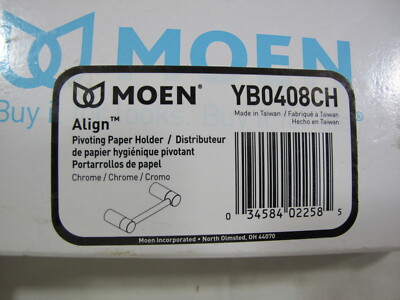 MOEN
Buy i
MOEN® YB0408CH
Align™
Made in Taiwan / Fabriqué à Taiwan
Hecho en Taiwan
Pivoting Paper Holder / Distributeur
de papier hygiénique pivotant
Portarrollos de papel
Chrome / Chrome / Cromo
0 34584 02258 5
Moen Incorporated • North Olmsted, OH 44070